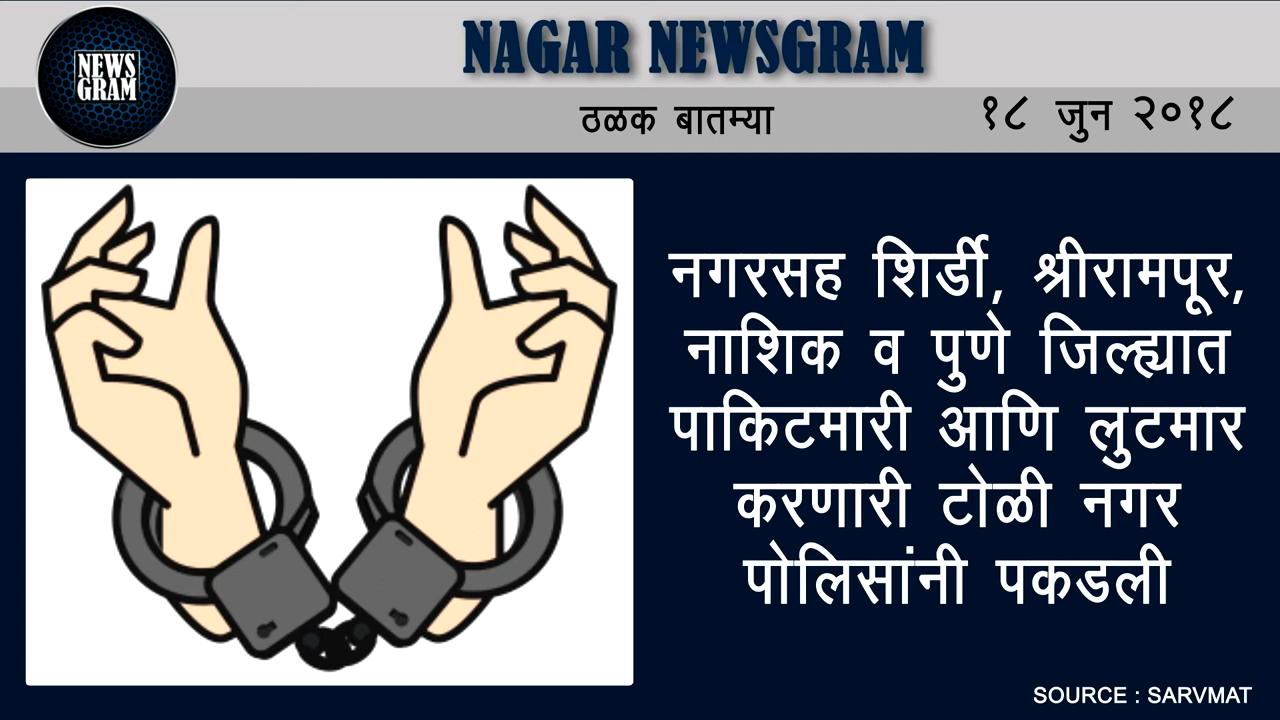 NEWS
GRAM
NAGAR NEWSGRAM
ठळक बातम्या
१८ जुन २०१८
नगरसह शिर्डी, श्रीरामपूर,
नाशिक व पुणे जिल्ह्यात
पाकिटमारी आणि लुटमार
करणारी टोळी नगर
पोलिसांनी पकडली
SOURCE : SARVMAT